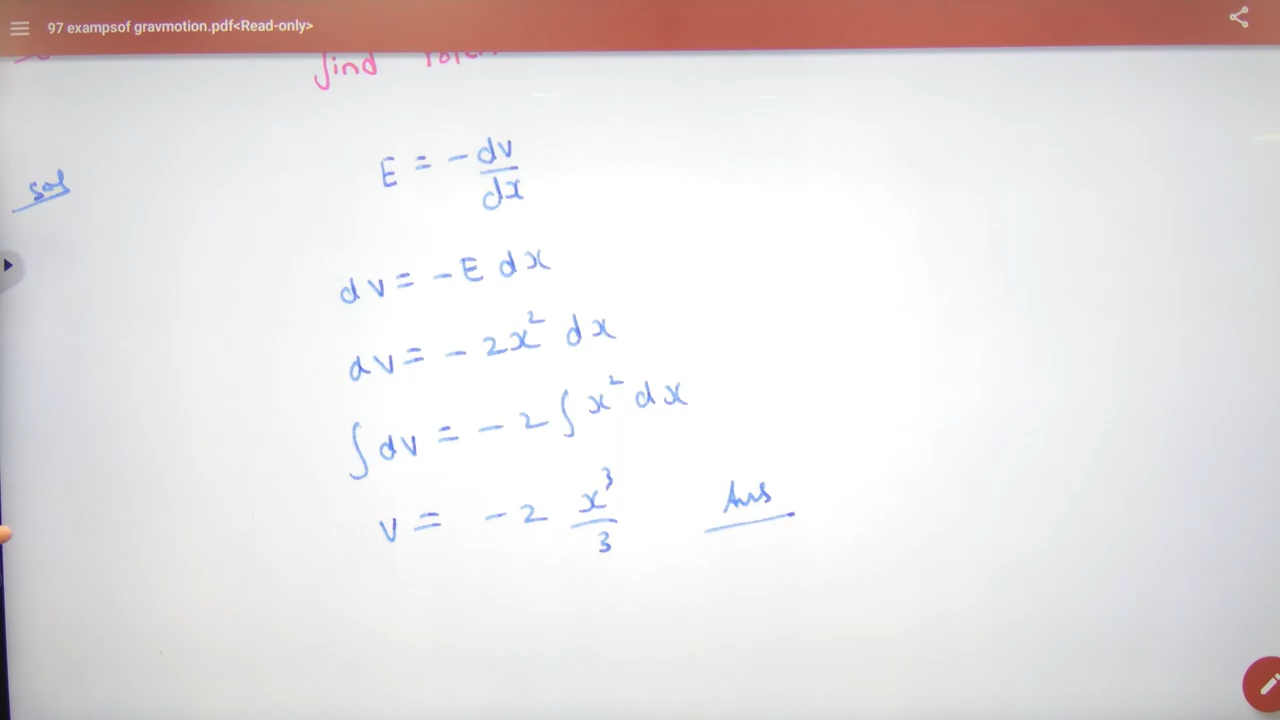 97 exampsof gravmotion.pdf<Read-only>
find
Sol
E = - dv/dx
dv = - E dx
dv = - 2x² dx
∫ dv = - 2 ∫ x² dx
v = - 2 x³/3 Ans